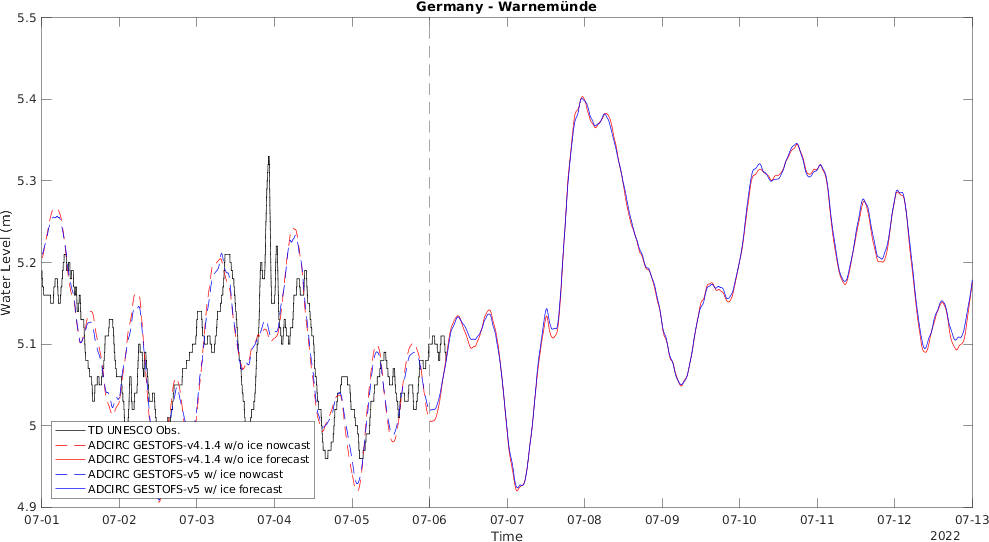 Germany - Warnemünde
5.5
5.4
5.3
5.2
5.1
5
4.9
Water Level (m)
TD UNESCO Obs.
ADCIRC GESTOFS-v4.1.4 w/o ice nowcast
ADCIRC GESTOFS-v4.1.4 w/o ice forecast
ADCIRC GESTOFS-v5 w/ ice nowcast
ADCIRC GESTOFS-v5 w/ ice forecast
07-01 07-02 07-03 07-04 07-05 07-06 07-07 07-08 07-09 07-10 07-11 07-12 07-13
Time
2022